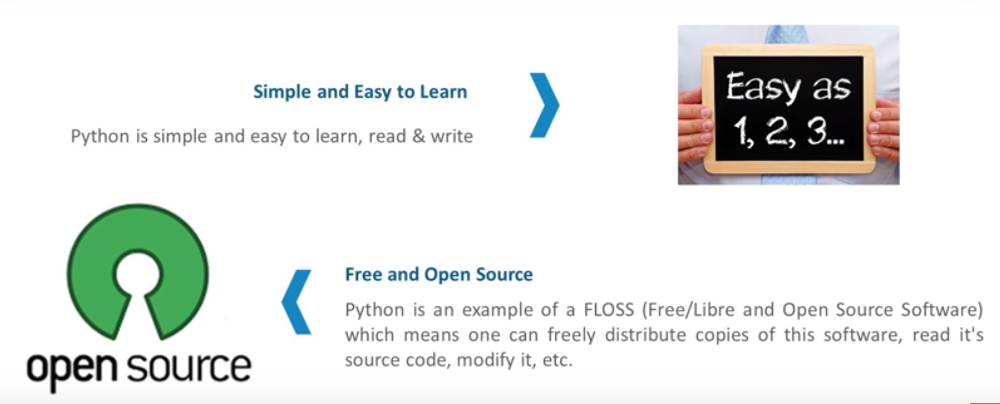 Simple and Easy to Learn
Python is simple and easy to learn, read & write
Easy as
1, 2, 3...
open source
Free and Open Source
Python is an example of a FLOSS (Free/Libre and Open Source Software)
which means one can freely distribute copies of this software, read it's
source code, modify it, etc.